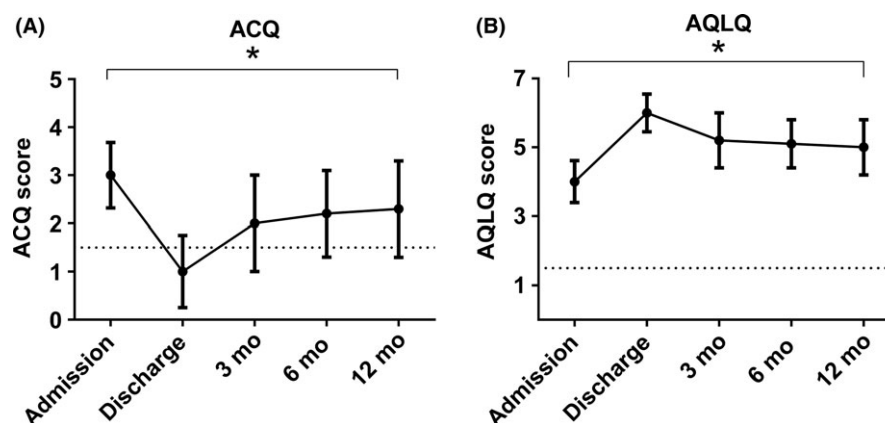 (A)
ACQ
*
5
4
3
2
1
0
ACQ score
Admission
Discharge
3 mo
6 mo
12 mo
(B)
AQLQ
*
7
5
3
1
AQLQ score
Admission
Discharge
3 mo
6 mo
12 mo